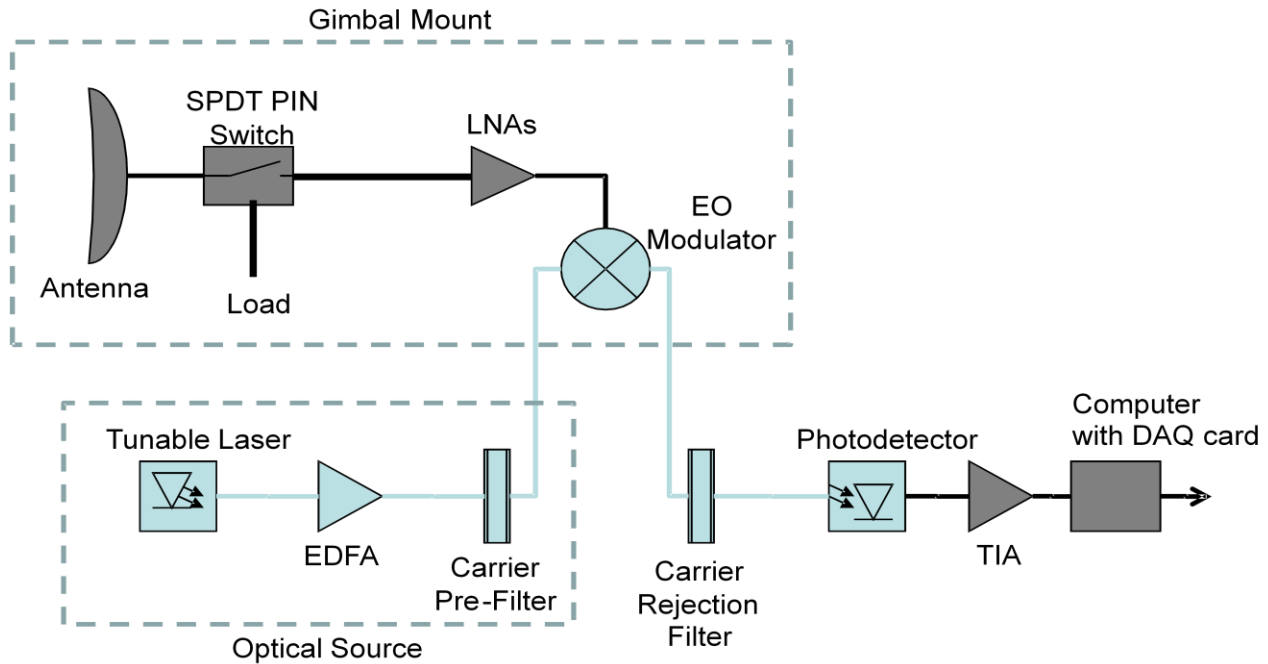 Gimbal Mount
SPDT PIN
Switch
LNAs
EO
Modulator
Antenna
Load
Tunable Laser
EDFA
Carrier
Pre-Filter
Optical Source
Carrier
Rejection
Filter
Photodetector
TIA
Computer
with DAQ card